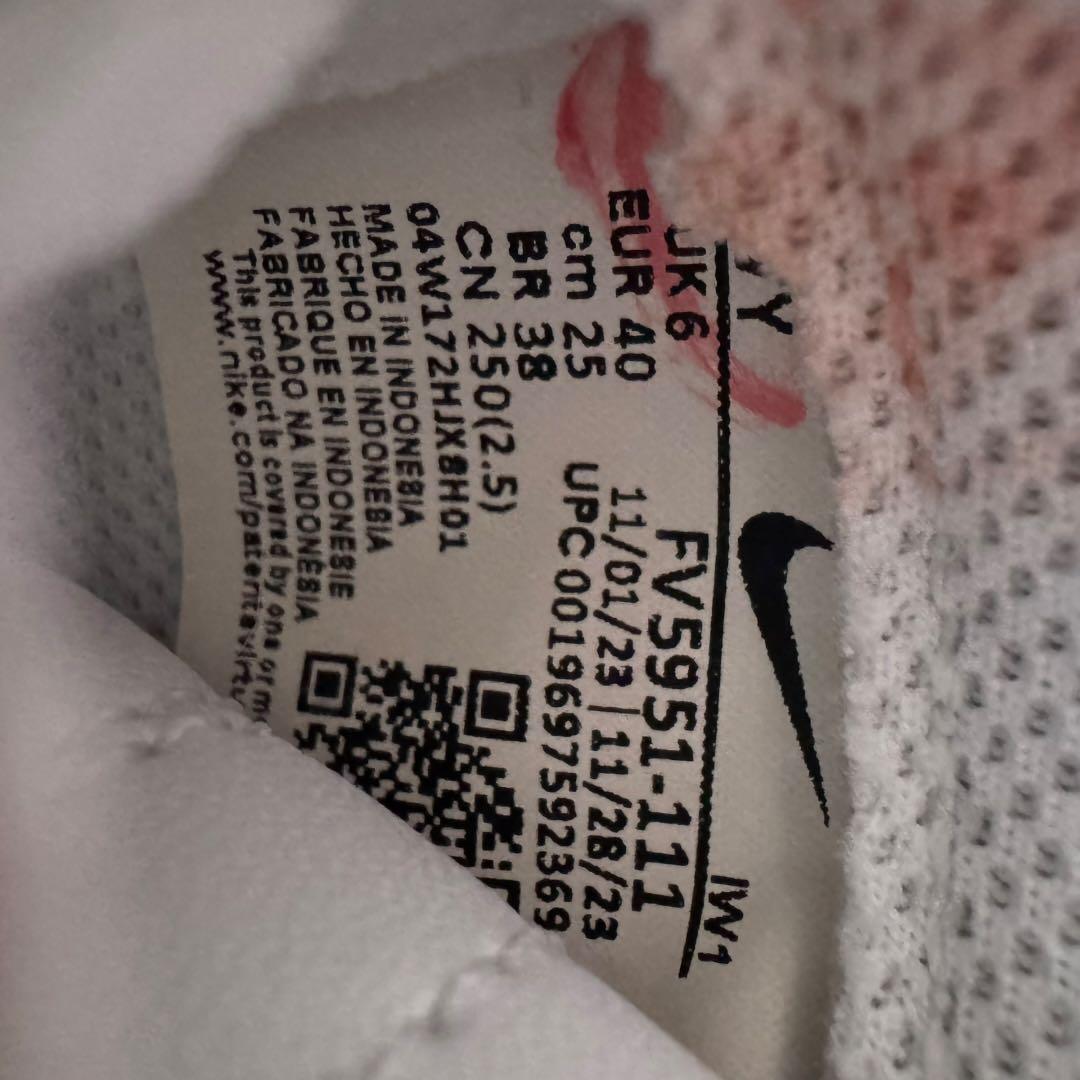 Y
IW1
UK 6
EUR 40
cm 25
BR 38
CN 250(2.5)
04W172HJX8H01
MADE IN INDONESIA
HECHO EN INDONESIA
FABRIQUE EN INDONESIE
FABRICADO NA INDONÉSIA
This product is covered by one or
www.nike.com/patents
FV5951-111
11/01/23 | 11/28/23
UPC 00196975923​69